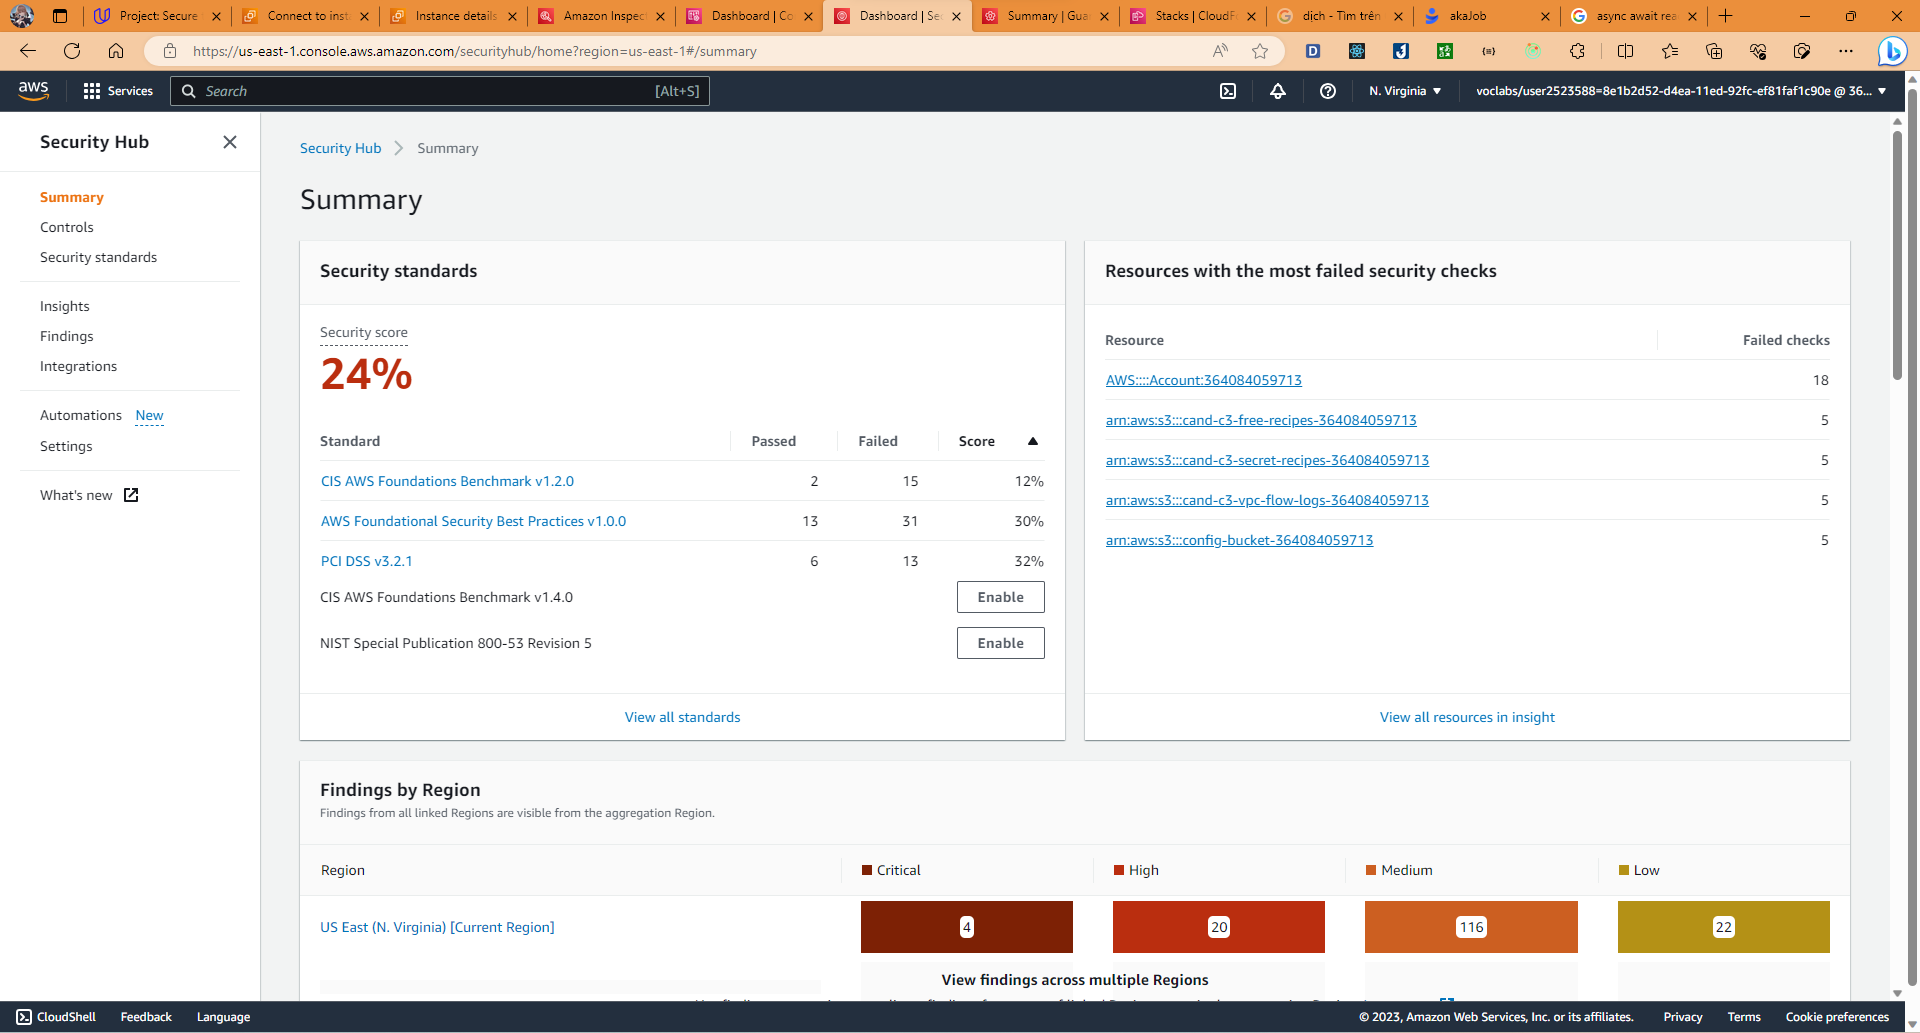 Project: Secure
Connect to inst
Instance details
Amazon Inspec
Dashboard | Co
Dashboard | Se
Summary | Gua
Stacks | CloudF
dịch - Tìm trên
akaJob
async await rea
https://us-east-1.console.aws.amazon.com/securityhub/home?region=us-east-1#/summary
aws
Services
Search
[Alt+S]
N. Virginia
voclabs/user2523588=8e1b2d52-d4ea-11ed-92fc-ef81faf1c90e @ 36...
Security Hub
Summary
Controls
Security standards
Insights
Findings
Integrations
Automations New
Settings
What's new
Security Hub > Summary
Summary
Security standards
Security score
24%
Standard Passed Failed Score
CIS AWS Foundations Benchmark v1.2.0 2 15 12%
AWS Foundational Security Best Practices v1.0.0 13 31 30%
PCI DSS v3.2.1 6 13 32%
CIS AWS Foundations Benchmark v1.4.0 Enable
NIST Special Publication 800-53 Revision 5 Enable
View all standards
Resources with the most failed security checks
Resource Failed checks
AWS::::Account:364084059713 18
arn:aws:s3:::cand-c3-free-recipes-364084059713 5
arn:aws:s3:::cand-c3-secret-recipes-364084059713 5
arn:aws:s3:::cand-c3-vpc-flow-logs-364084059713 5
arn:aws:s3:::config-bucket-364084059713 5
View all resources in insight
Findings by Region
Findings from all linked Regions are visible from the aggregation Region.
Region Critical High Medium Low
US East (N. Virginia) [Current Region] 4 20 116 22
View findings across multiple Regions
CloudShell Feedback Language
© 2023, Amazon Web Services, Inc. or its affiliates. Privacy Terms Cookie preferences